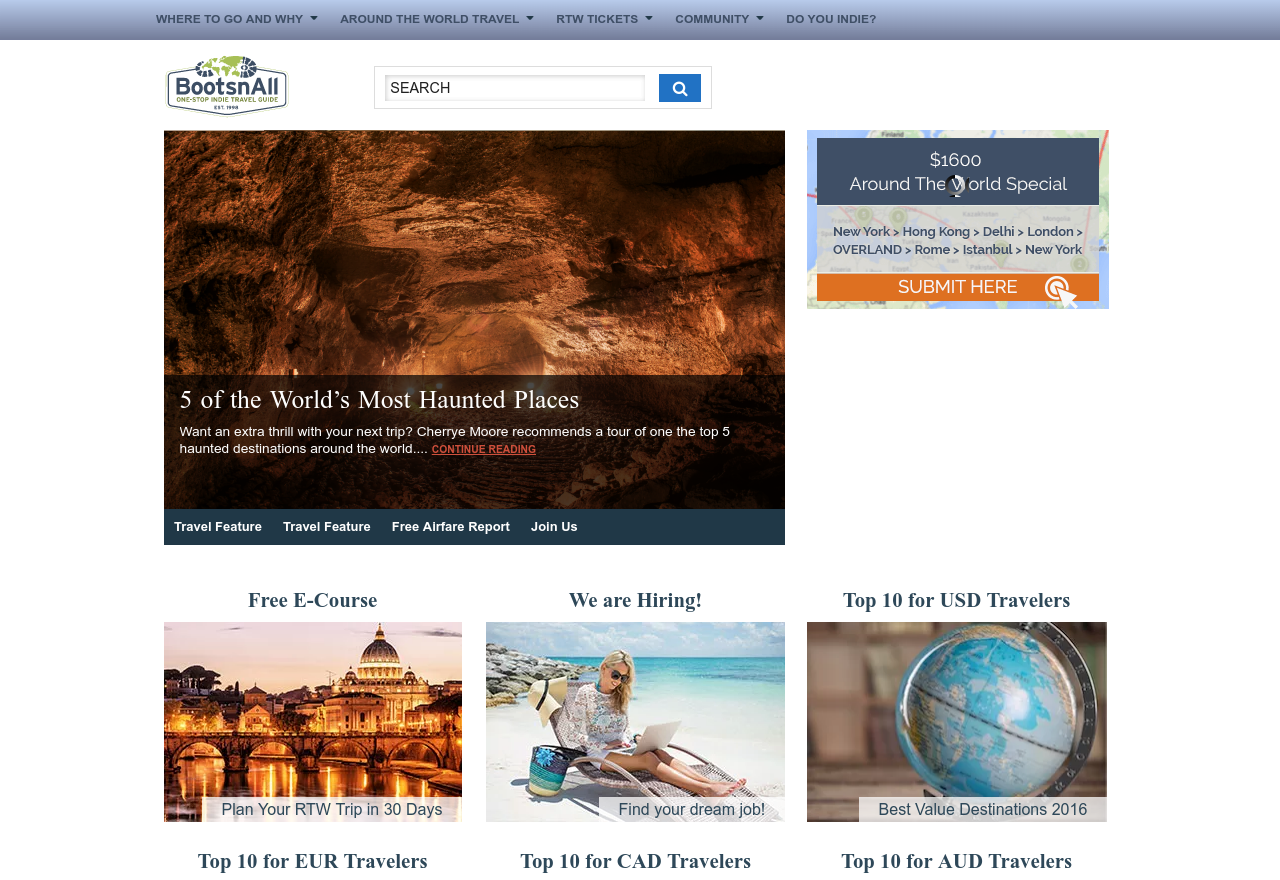 WHERE TO GO AND WHY
AROUND THE WORLD TRAVEL
RTW TICKETS
COMMUNITY
DO YOU INDIE?
BootsnAll
ONE-STOP INDIE TRAVEL GUIDE
EST. 1998
SEARCH
$1600
Around The World Special
New York > Hong Kong > Delhi > London >
OVERLAND > Rome > Istanbul > New York
SUBMIT HERE
5 of the World’s Most Haunted Places
Want an extra thrill with your next trip? Cherrye Moore recommends a tour of one the top 5
haunted destinations around the world.... CONTINUE READING
Travel Feature
Travel Feature
Free Airfare Report
Join Us
Free E-Course
We are Hiring!
Top 10 for USD Travelers
Plan Your RTW Trip in 30 Days
Find your dream job!
Best Value Destinations 2016
Top 10 for EUR Travelers
Top 10 for CAD Travelers
Top 10 for AUD Travelers